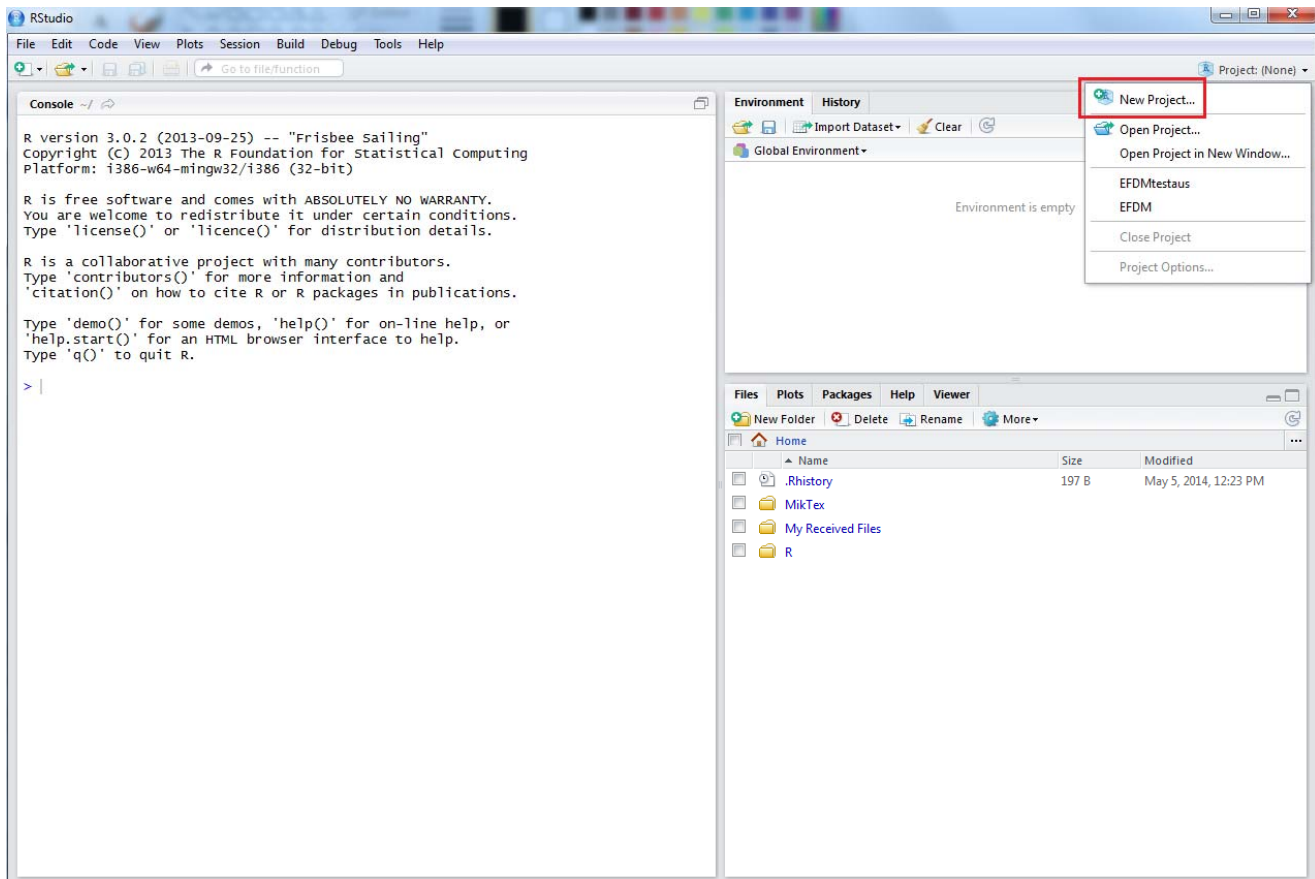 RStudio
File Edit Code View Plots Session Build Debug Tools Help
Go to file/function
Project: (None)
Console ~/
R version 3.0.2 (2013-09-25) -- "Frisbee Sailing"
Copyright (C) 2013 The R Foundation for Statistical Computing
Platform: i386-w64-mingw32/i386 (32-bit)
R is free software and comes with ABSOLUTELY NO WARRANTY.
You are welcome to redistribute it under certain conditions.
Type 'license()' or 'licence()' for distribution details.
R is a collaborative project with many contributors.
Type 'contributors()' for more information and
'citation()' on how to cite R or R packages in publications.
Type 'demo()' for some demos, 'help()' for on-line help, or
'help.start()' for an HTML browser interface to help.
Type 'q()' to quit R.
>
Environment History
Import Dataset Clear
Global Environment
Environment is empty
New Project...
Open Project...
Open Project in New Window...
EFDMtestaus
EFDM
Close Project
Project Options...
Files Plots Packages Help Viewer
New Folder Delete Rename More
Home ...
Name Size Modified
.Rhistory 197 B May 5, 2014, 12:23 PM
MikTex
My Received Files
R